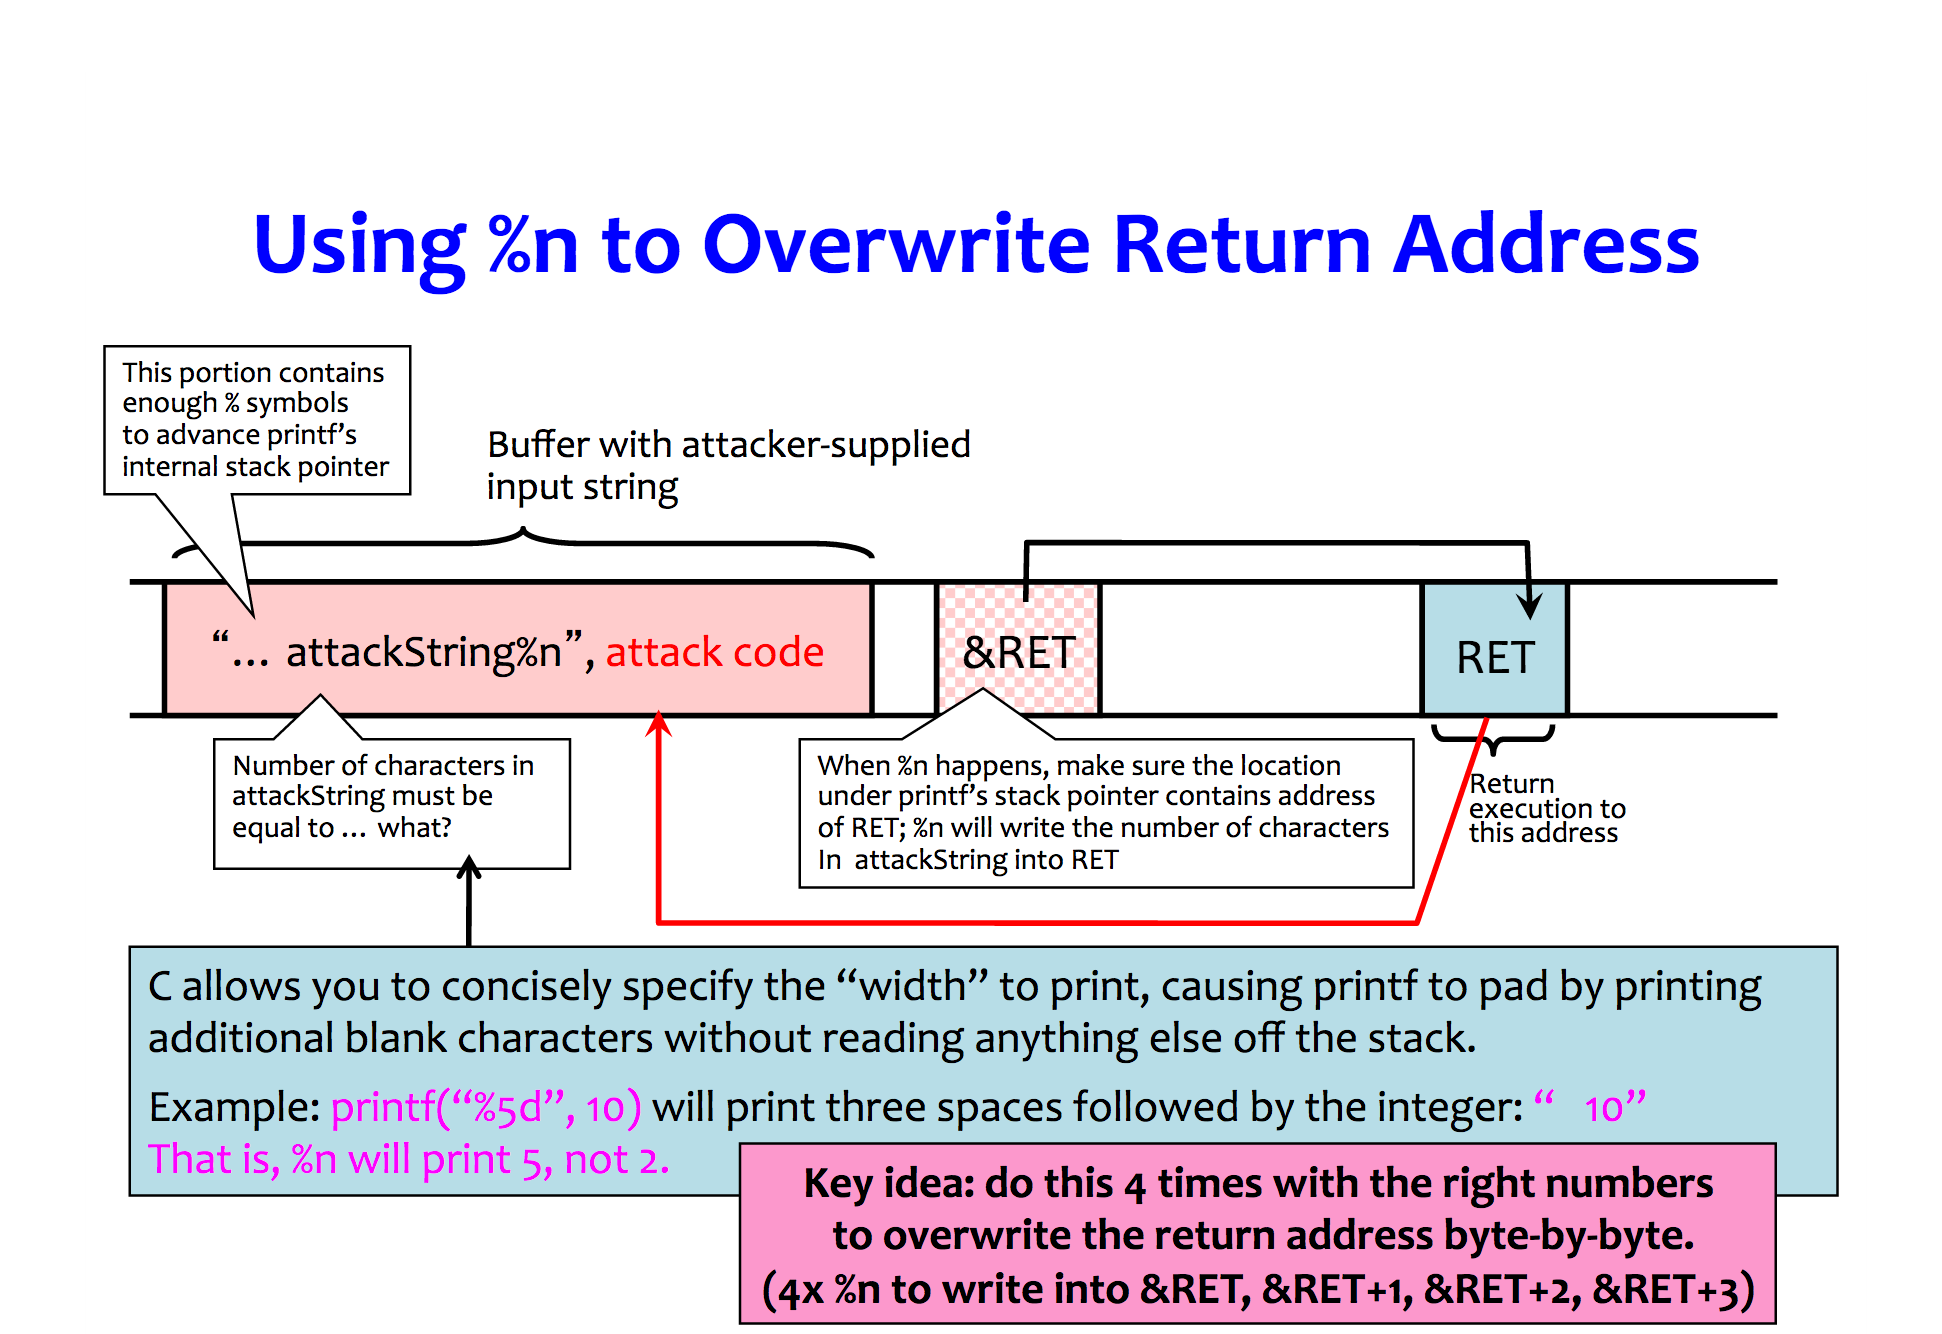 Using %n to Overwrite Return Address
This portion contains
enough % symbols
to advance printf’s
internal stack pointer
Buffer with attacker-supplied
input string
“… attackString%n”, attack code
&RET
RET
Number of characters in
attackString must be
equal to … what?
When %n happens, make sure the location
under printf’s stack pointer contains address
of RET; %n will write the number of characters
In attackString into RET
Return
execution to
this address
C allows you to concisely specify the “width” to print, causing printf to pad by printing
additional blank characters without reading anything else off the stack.
Example: printf(“%5d”, 10) will print three spaces followed by the integer: “   10”
That is, %n will print 5, not 2.
Key idea: do this 4 times with the right numbers
to overwrite the return address byte-by-byte.
(4x %n to write into &RET, &RET+1, &RET+2, &RET+3)